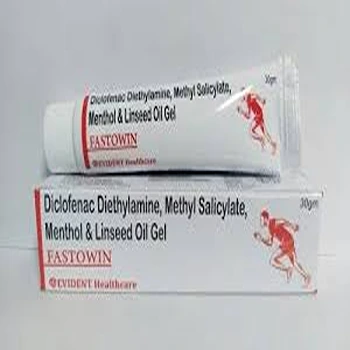 Diclofenac Diethylamine, Methyl Salicylate,
Menthol & Linseed Oil Gel
30gm
FASTOWIN
EVIDENT Healthcare
Diclofenac Diethylamine, Methyl Salicylate,
Menthol & Linseed Oil Gel
30gm
FASTOWIN
EVIDENT Healthcare